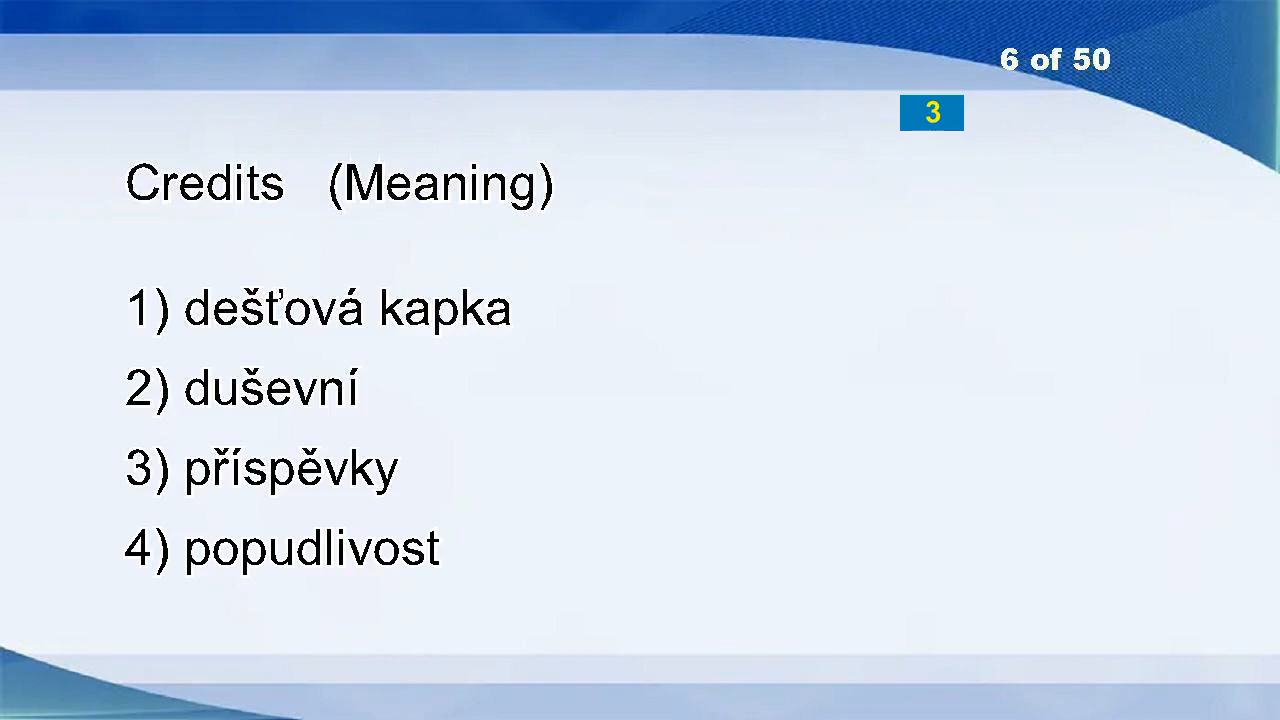 6 of 50
3
Credits (Meaning)
1) dešťová kapka
2) duševní
3) příspěvky
4) popudlivost